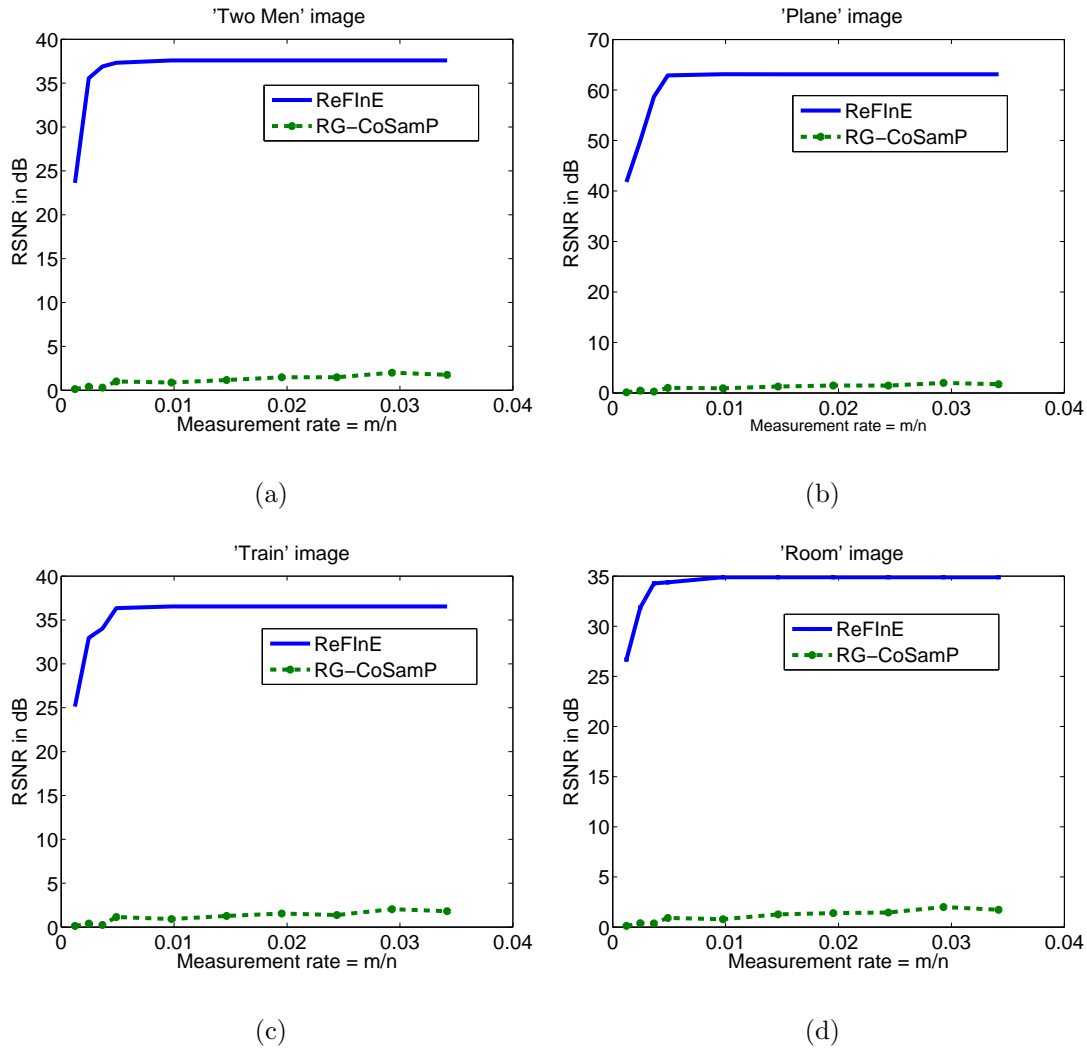 'Two Men' image
40
35
30
25
20
15
10
5
0
RSNR in dB
ReFInE
RG-CoSamP
0 0.01 0.02 0.03 0.04
Measurement rate = m/n
(a)
'Plane' image
70
60
50
40
30
20
10
0
RSNR in dB
ReFInE
RG-CoSamP
0 0.01 0.02 0.03 0.04
Measurement rate = m/n
(b)
'Train' image
40
35
30
25
20
15
10
5
0
RSNR in dB
ReFInE
RG-CoSamP
0 0.01 0.02 0.03 0.04
Measurement rate = m/n
(c)
'Room' image
35
30
25
20
15
10
5
0
RSNR in dB
ReFInE
RG-CoSamP
0 0.01 0.02 0.03 0.04
Measurement rate = m/n
(d)